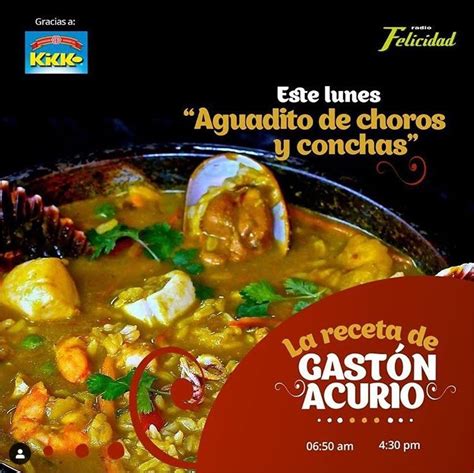 Gracias a:
KIKKO
radio
Felicidad
Este lunes
“Aguadito de choros
y conchas”
La receta de
GASTÓN
ACURIO
06:50 am 4:30 pm